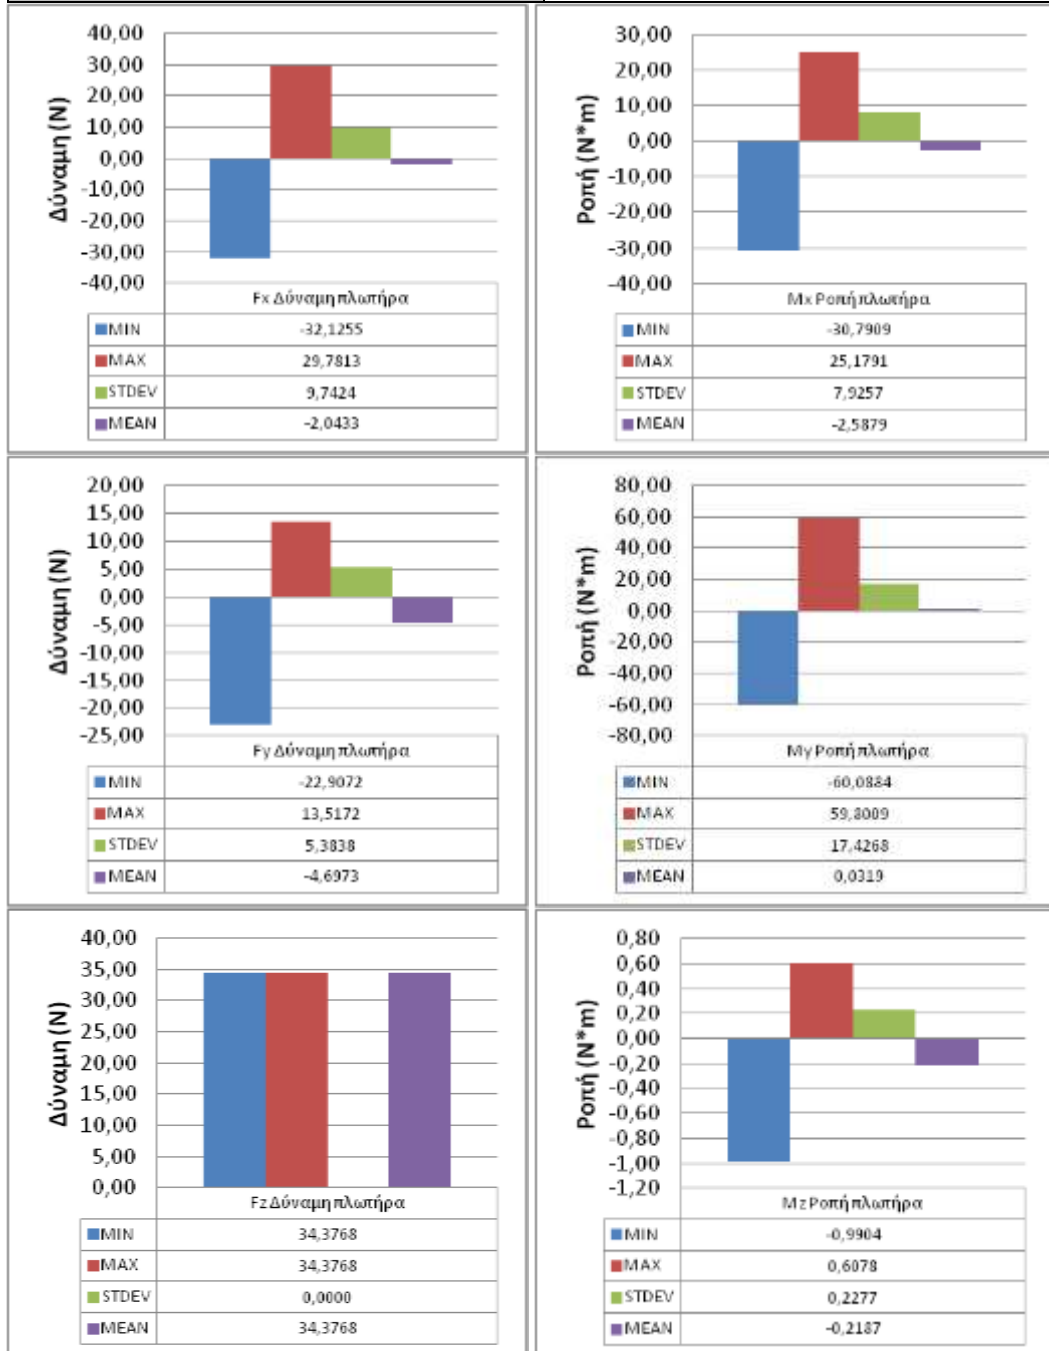 40,00
30,00
20,00
10,00
0,00
-10,00
-20,00
-30,00
-40,00
Δύναμη (N)
Fx Δύναμη πλωτήρα
MIN -32,1255
MAX 29,7813
STDEV 9,7424
MEAN -2,0433
30,00
20,00
10,00
0,00
-10,00
-20,00
-30,00
-40,00
Ροπή (N*m)
Mx Ροπή πλωτήρα
MIN -30,7909
MAX 25,1791
STDEV 7,9257
MEAN -2,5879
20,00
15,00
10,00
5,00
0,00
-5,00
-10,00
-15,00
-20,00
-25,00
Δύναμη (N)
Fy Δύναμη πλωτήρα
MIN -22,9072
MAX 13,5172
STDEV 5,3838
MEAN -4,6973
80,00
60,00
40,00
20,00
0,00
-20,00
-40,00
-60,00
-80,00
Ροπή (N*m)
My Ροπή πλωτήρα
MIN -60,0884
MAX 59,8009
STDEV 17,4268
MEAN 0,0319
40,00
35,00
30,00
25,00
20,00
15,00
10,00
5,00
0,00
Δύναμη (N)
Fz Δύναμη πλωτήρα
MIN 34,3768
MAX 34,3768
STDEV 0,0000
MEAN 34,3768
0,80
0,60
0,40
0,20
0,00
-0,20
-0,40
-0,60
-0,80
-1,00
-1,20
Ροπή (N*m)
Mz Ροπή πλωτήρα
MIN -0,9904
MAX 0,6078
STDEV 0,2277
MEAN -0,2187